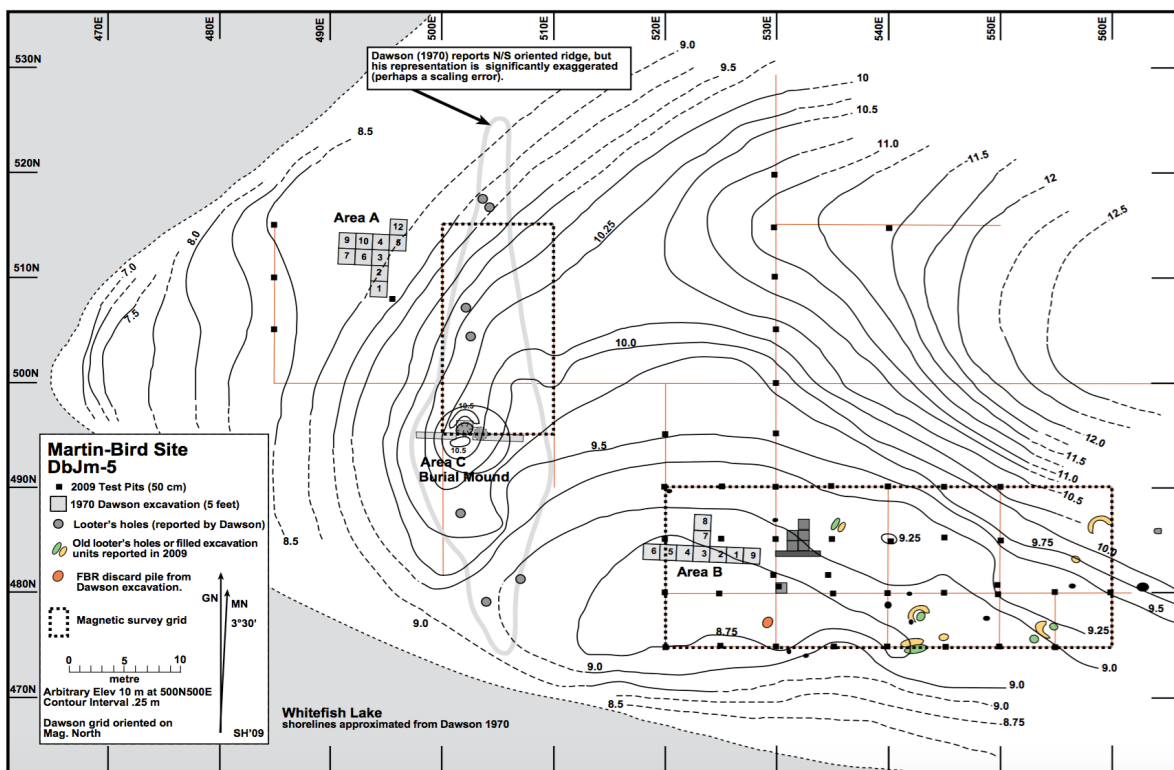 470E
480E
490E
500E
510E
520E
530E
540E
550E
560E
530N
520N
510N
500N
490N
480N
470N
Dawson (1970) reports N/S oriented ridge, but
his representation is significantly exaggerated
(perhaps a scaling error).
9.0
9.5
10
10.5
11.0
11.5
12
12.5
8.5
8.0
7.0
7.5
10.25
10.0
9.5
Area A
12
9 10 4 5
7 6 3
2
1
10.5
10.5
Area C
Burial Mound
12.0
11.5
11.0
10.5
9.75
10.0
9.25
9.5
9.25
9.0
8
7
6 5 4 3 2 1 9
Area B
8.75
8.5
9.0
9.0
9.0
9.0
8.5
8.75
Martin-Bird Site
DbJm-5
2009 Test Pits (50 cm)
1970 Dawson excavation (5 feet)
Looter's holes (reported by Dawson)
Old looter's holes or filled excavation
units reported in 2009
FBR discard pile from
Dawson excavation.
GN
MN
3°30'
Magnetic survey grid
0 5 10
metre
Arbitrary Elev 10 m at 500N500E
Contour Interval .25 m
Dawson grid oriented on
Mag. North
SH'09
Whitefish Lake
shorelines approximated from Dawson 1970